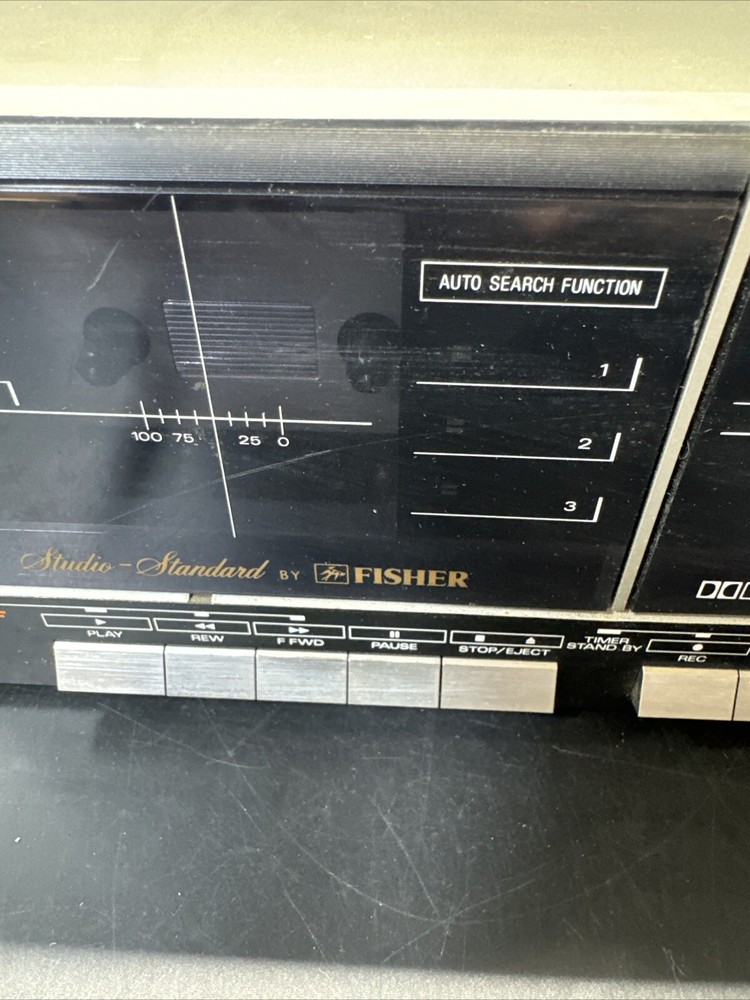 AUTO SEARCH FUNCTION
1
100 75 25 0
2
3
Studio-Standard BY FISHER
PLAY
REW
F FWD
PAUSE
STOP/EJECT
TIMER
STAND BY
REC